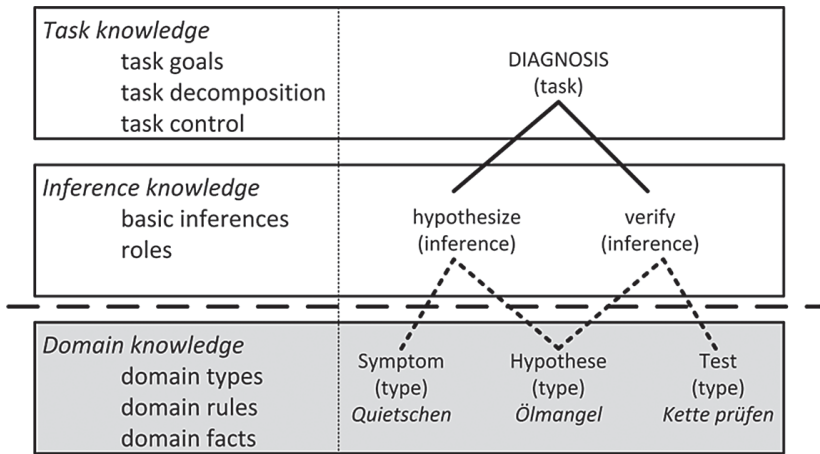 Task knowledge
task goals
task decomposition
task control
DIAGNOSIS
(task)
Inference knowledge
basic inferences
roles
hypothesize
(inference)
verify
(inference)
Domain knowledge
domain types
domain rules
domain facts
Symptom
(type)
Quietschen
Hypothese
(type)
Ölmangel
Test
(type)
Kette prüfen